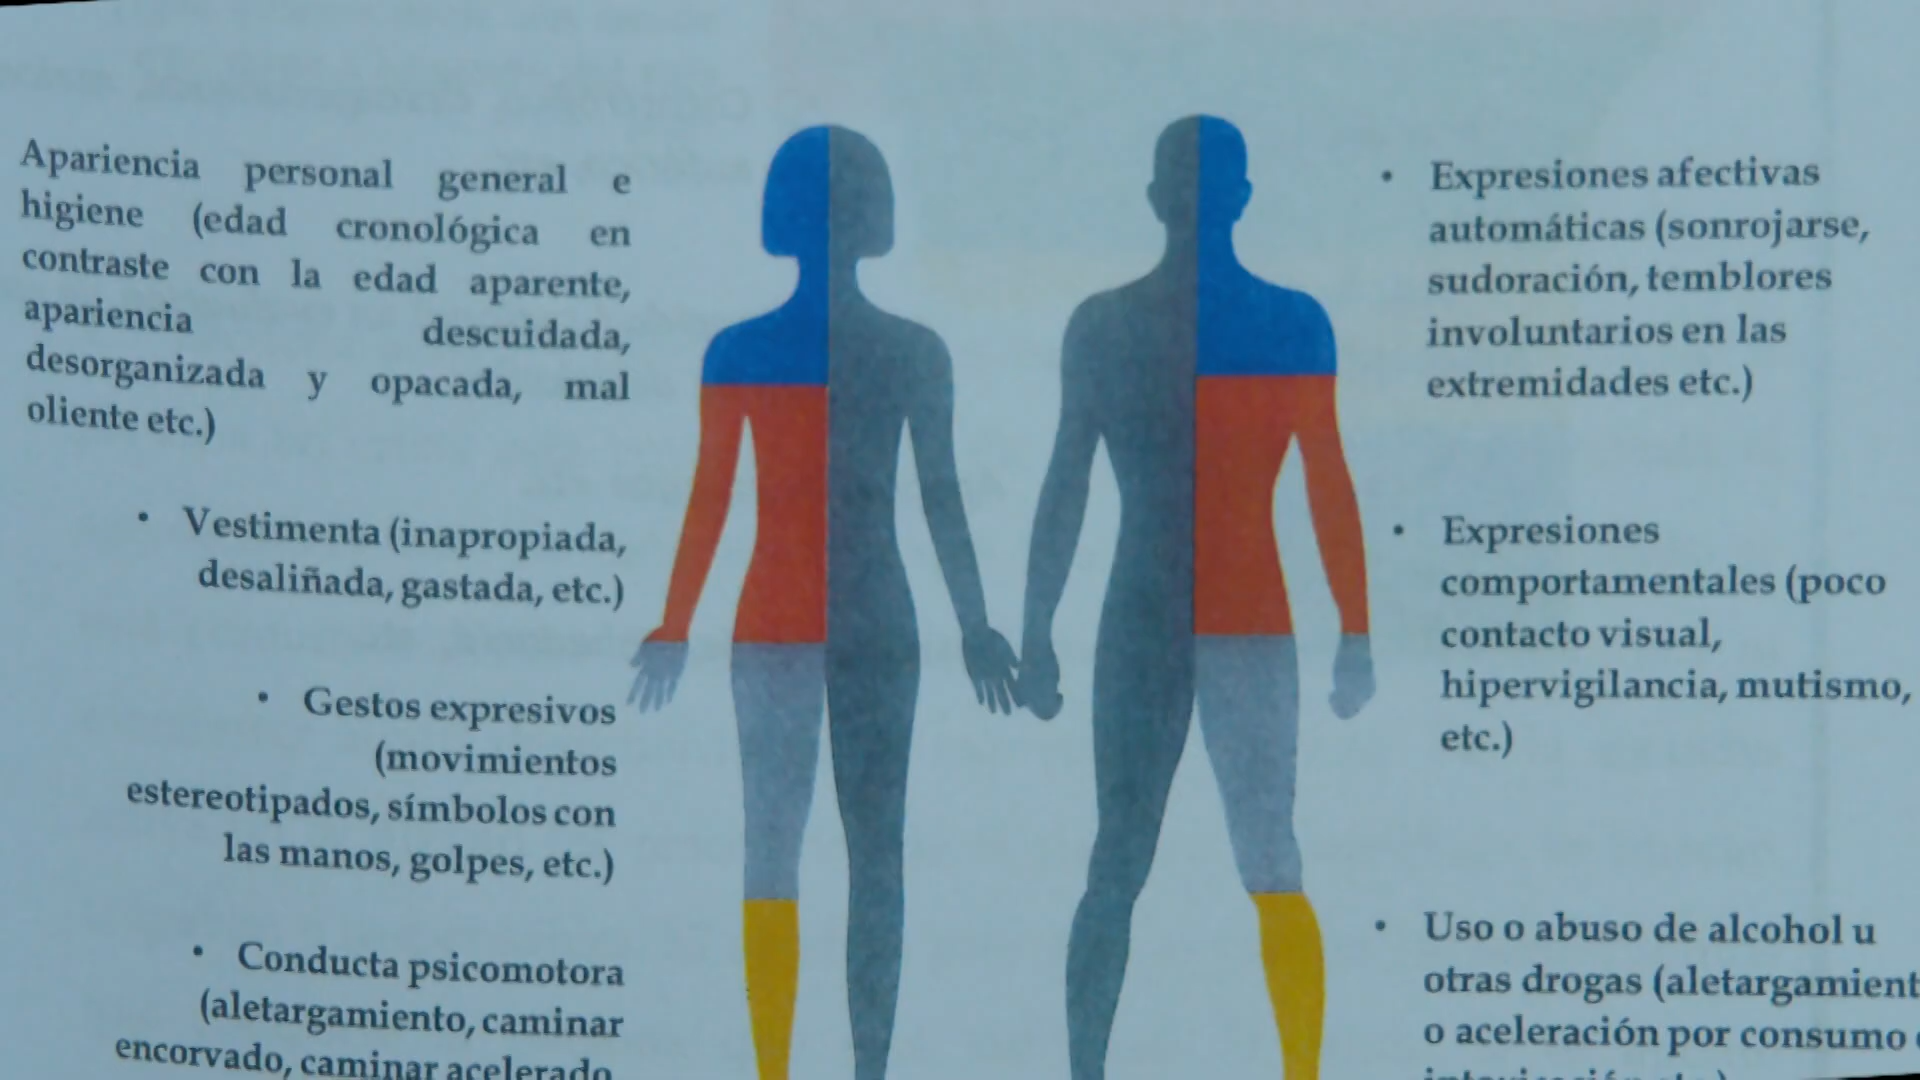 Apariencia personal general e
higiene (edad cronológica en
contraste con la edad aparente,
apariencia descuidada,
desorganizada y opacada, mal
oliente etc.)
• Vestimenta (inapropiada,
desaliñada, gastada, etc.)
• Gestos expresivos
(movimientos
estereotipados, símbolos con
las manos, golpes, etc.)
• Conducta psicomotora
(aletargamiento, caminar
encorvado, caminar acelerado,
• Expresiones afectivas
automáticas (sonrojarse,
sudoración, temblores
involuntarios en las
extremidades etc.)
• Expresiones
comportamentales (poco
contacto visual,
hipervigilancia, mutismo,
etc.)
• Uso o abuso de alcohol u
otras drogas (aletargamient
o aceleración por consumo